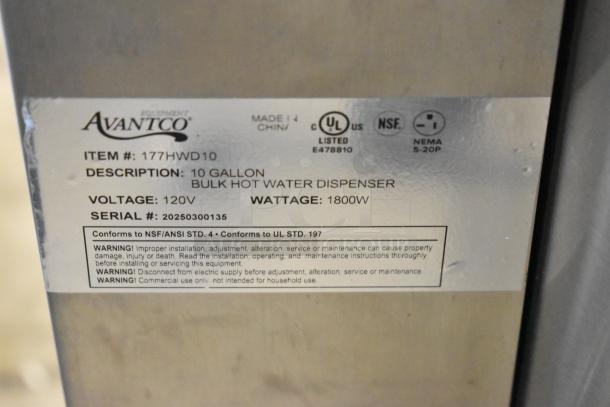 EQUIPMENT
AVANTCO®
MADE IN
CHINA
C UL US
LISTED
E478810
NSF.
NEMA
5-20P
ITEM #: 177HWD10
DESCRIPTION: 10 GALLON
BULK HOT WATER DISPENSER
VOLTAGE: 120V WATTAGE: 1800W
SERIAL #: 20250300135
Conforms to NSF/ANSI STD. 4 • Conforms to UL STD. 197
WARNING! Improper installation, adjustment, alteration, service or maintenance can cause property
damage, injury or death. Read the installation, operating, and maintenance instructions thoroughly
before installing or servicing this equipment.
WARNING! Disconnect from electric supply before adjustment, alteration, service or maintenance.
WARNING! Commercial use only, not intended for household use.